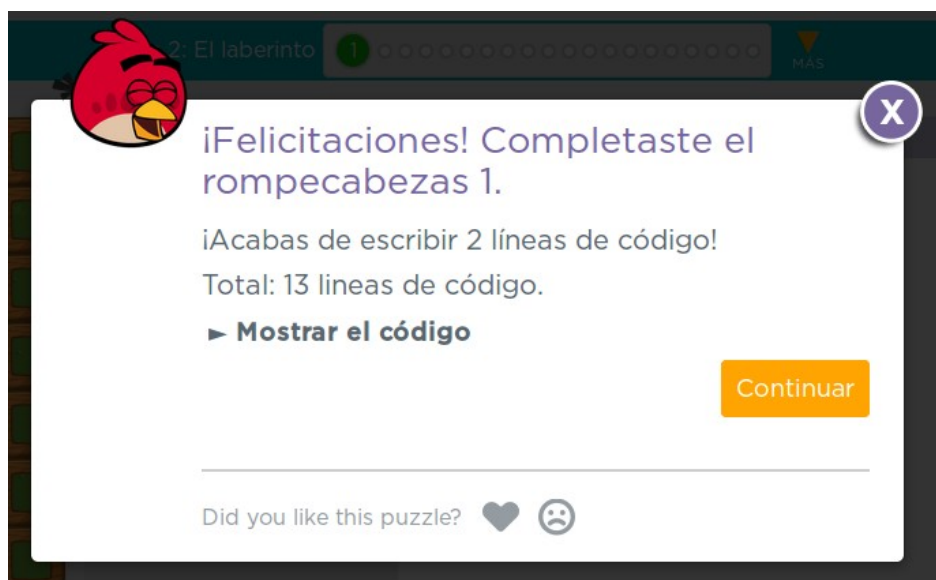 2: El laberinto 1
MÁS
X
¡Felicitaciones! Completaste el
rompecabezas 1.
¡Acabas de escribir 2 líneas de código!
Total: 13 lineas de código.
► Mostrar el código
Continuar
Did you like this puzzle?